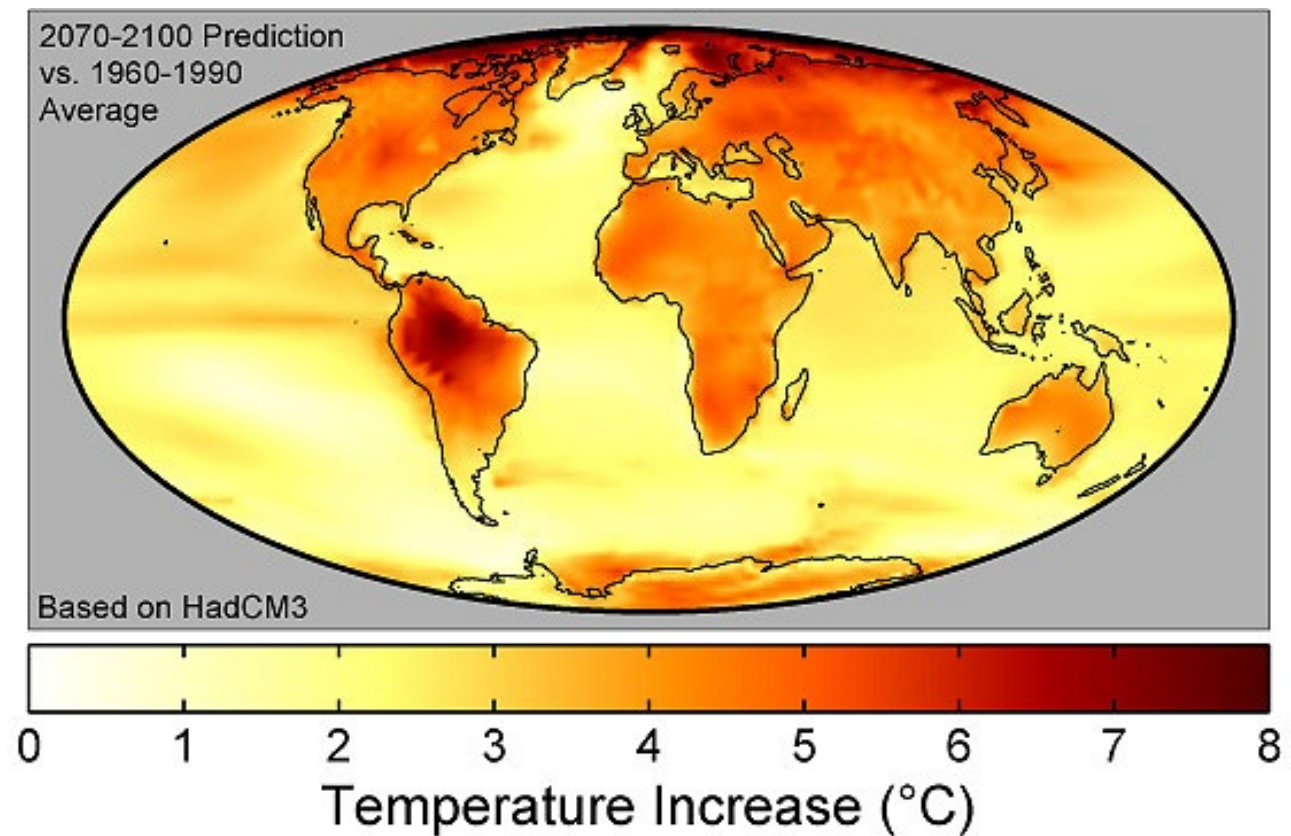 2070-2100 Prediction
vs. 1960-1990
Average
Based on HadCM3
0 1 2 3 4 5 6 7 8
Temperature Increase (°C)